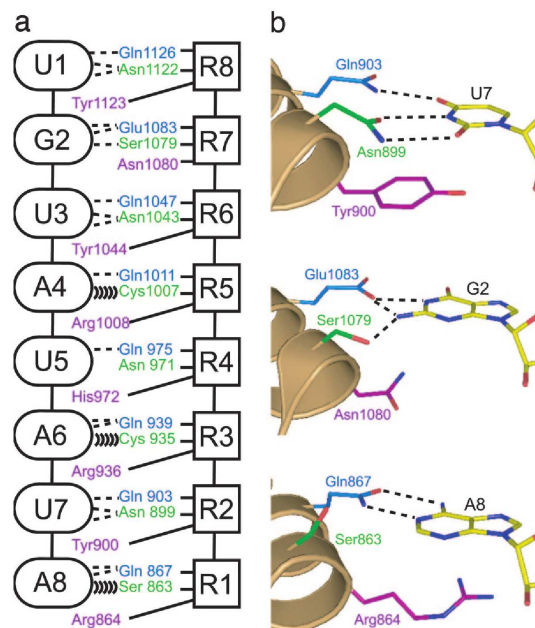 a
U1 Gln1126 R8
Asn1122
Tyr1123
G2 Glu1083 R7
Ser1079
Asn1080
U3 Gln1047 R6
Asn1043
Tyr1044
A4 Gln1011 R5
Cys1007
Arg1008
U5 Gln 975 R4
Asn 971
His972
A6 Gln 939 R3
Cys 935
Arg936
U7 Gln 903 R2
Asn 899
Tyr900
A8 Gln 867 R1
Ser 863
Arg864
b
Gln903 U7
Asn899
Tyr900
Glu1083 G2
Ser1079
Asn1080
Gln867 A8
Ser863
Arg864